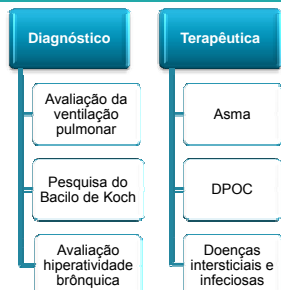 Diagnóstico
Avaliação da
ventilação
pulmonar
Pesquisa do
Bacilo de Koch
Avaliação
hiperatividade
brônquica
Terapêutica
Asma
DPOC
Doenças
intersticiais e
infeciosas